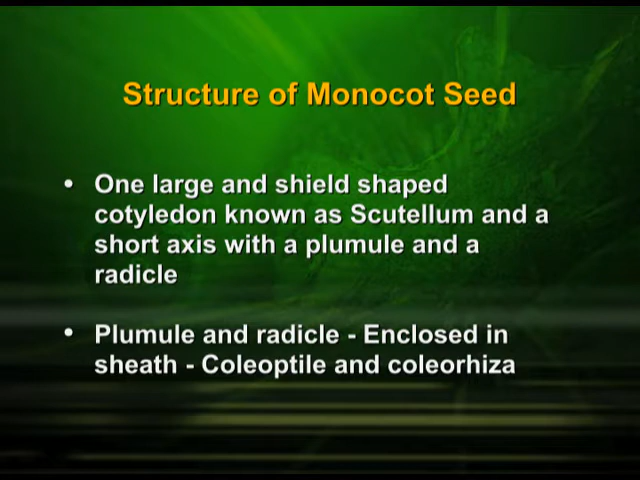 Structure of Monocot Seed
• One large and shield shaped
cotyledon known as Scutellum and a
short axis with a plumule and a
radicle
• Plumule and radicle - Enclosed in
sheath - Coleoptile and coleorhiza